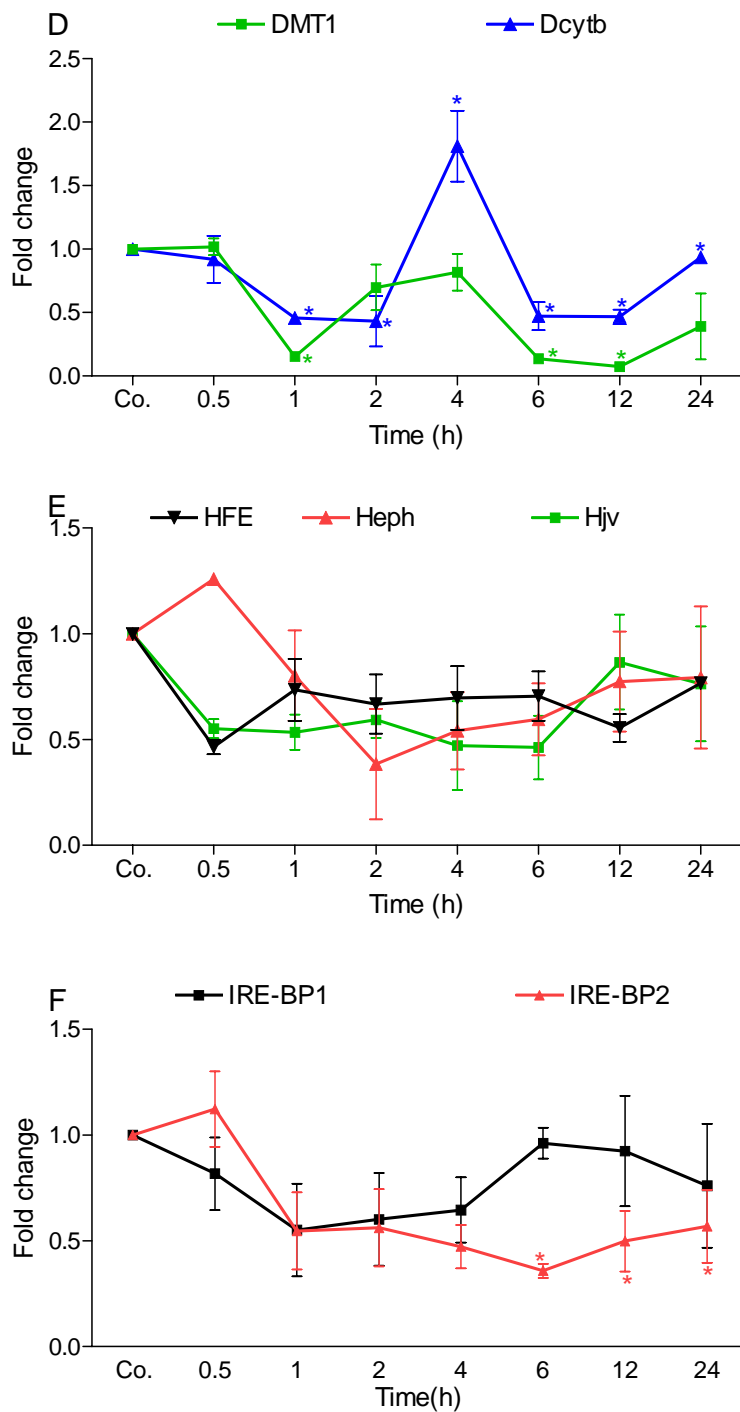 D
DMT1 Dcytb
2.5
2.0
1.5
1.0
0.5
0.0
Fold change
* * * * * * * * * *
Co. 0.5 1 2 4 6 12 24
Time (h)
E
HFE Heph Hjv
1.5
1.0
0.5
0.0
Fold change
Co. 0.5 1 2 4 6 12 24
Time (h)
F
IRE-BP1 IRE-BP2
1.5
1.0
0.5
0.0
Fold change
* * *
Co. 0.5 1 2 4 6 12 24
Time(h)